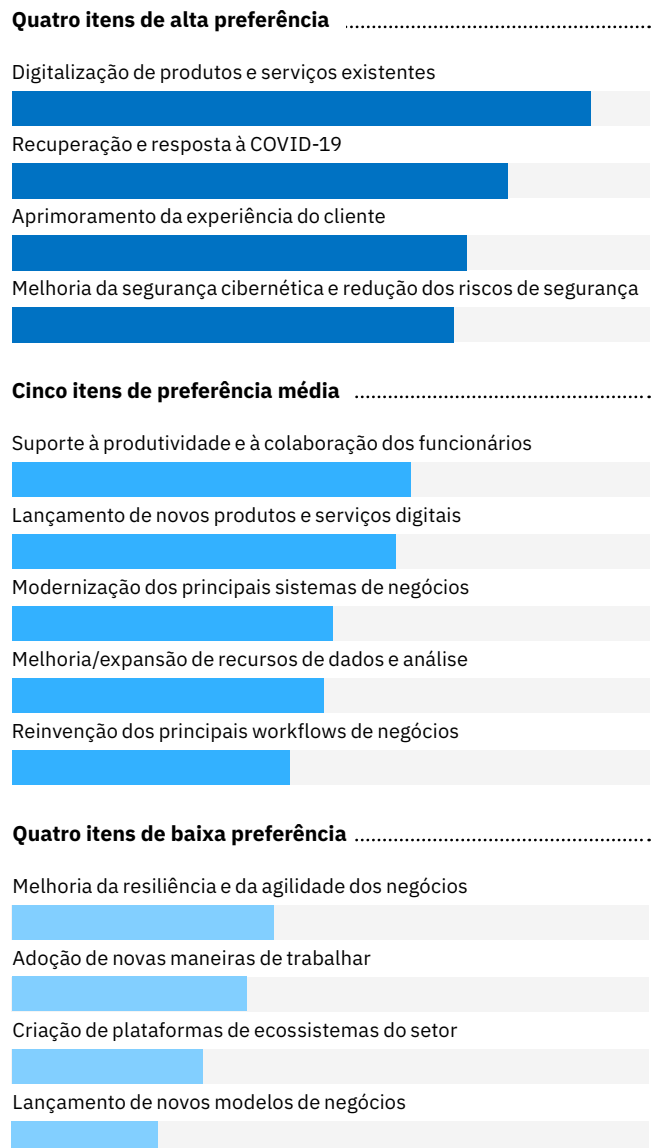 Quatro itens de alta preferência
Digitalização de produtos e serviços existentes
Recuperação e resposta à COVID-19
Aprimoramento da experiência do cliente
Melhoria da segurança cibernética e redução dos riscos de segurança
Cinco itens de preferência média
Suporte à produtividade e à colaboração dos funcionários
Lançamento de novos produtos e serviços digitais
Modernização dos principais sistemas de negócios
Melhoria/expansão de recursos de dados e análise
Reinvenção dos principais workflows de negócios
Quatro itens de baixa preferência
Melhoria da resiliência e da agilidade dos negócios
Adoção de novas maneiras de trabalhar
Criação de plataformas de ecossistemas do setor
Lançamento de novos modelos de negócios